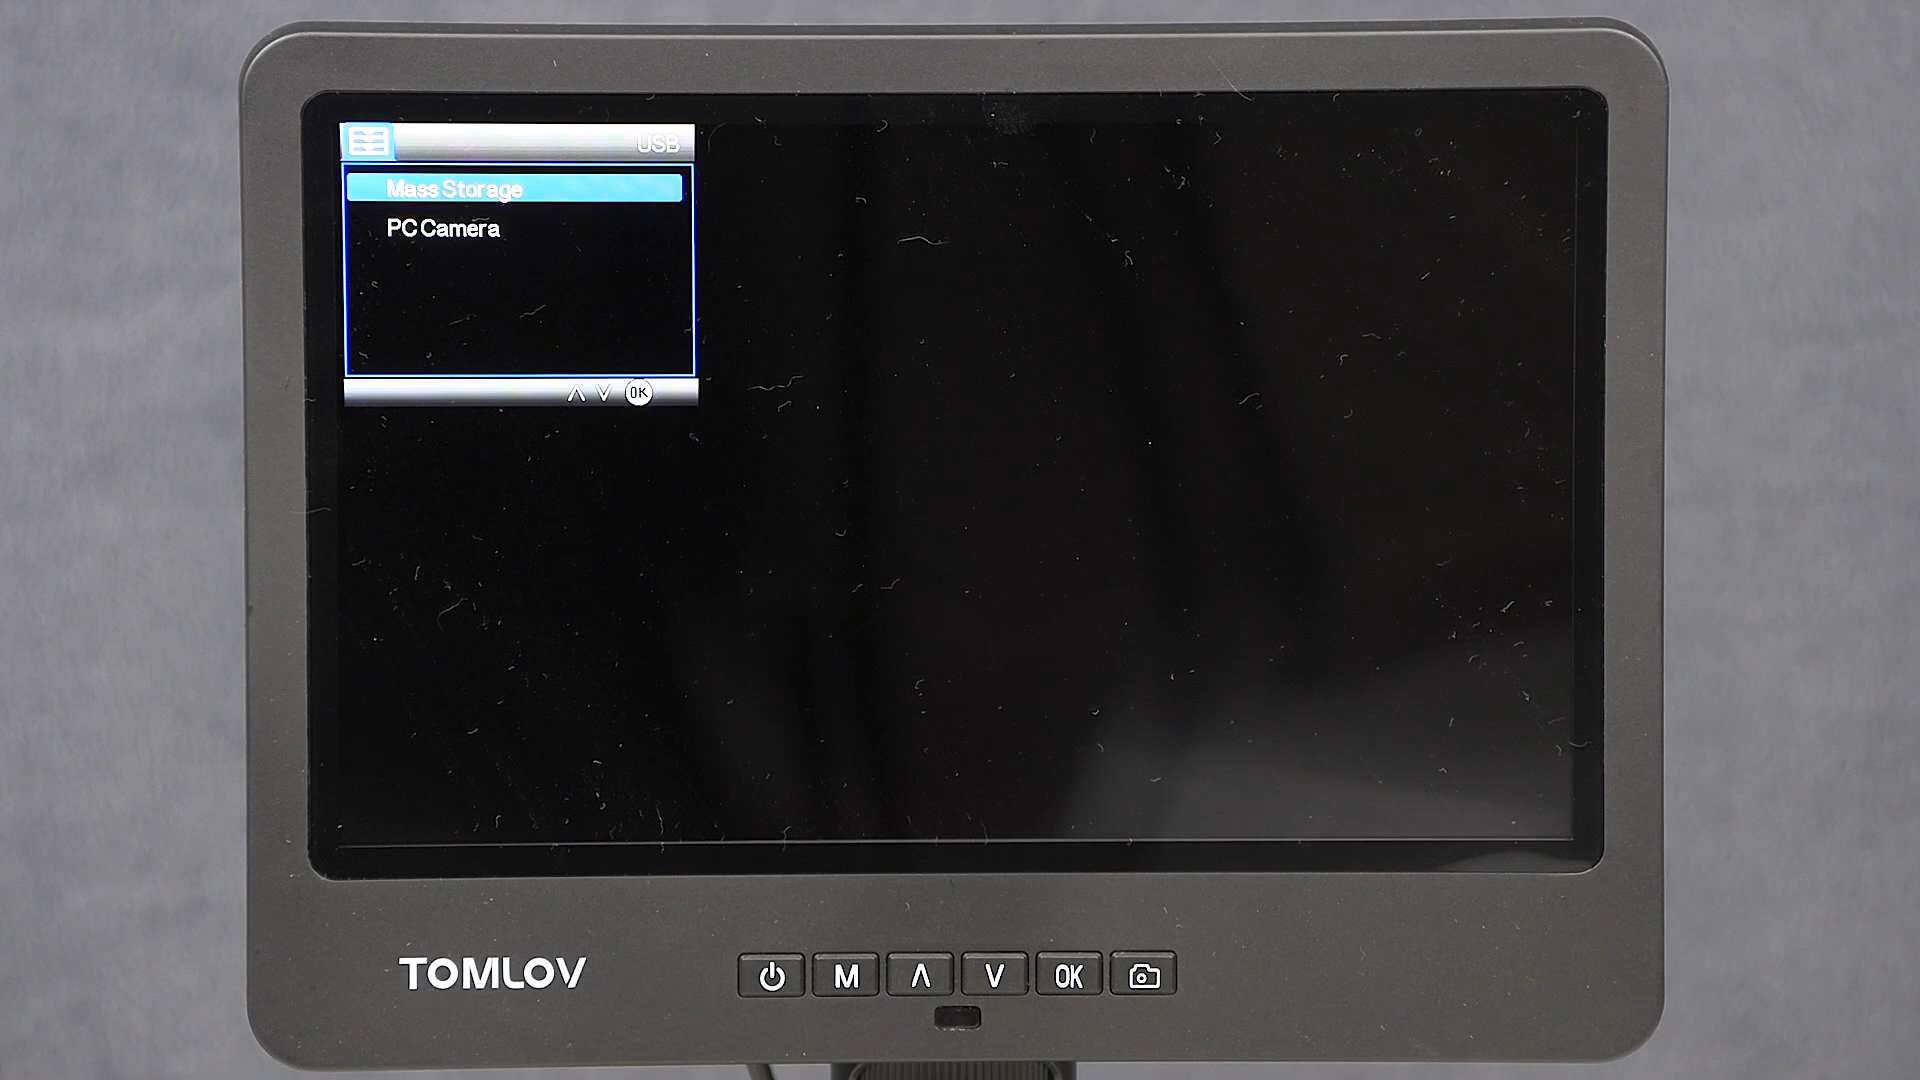 USB
Mass Storage
PC Camera
OK
TOMLOV
M
OK